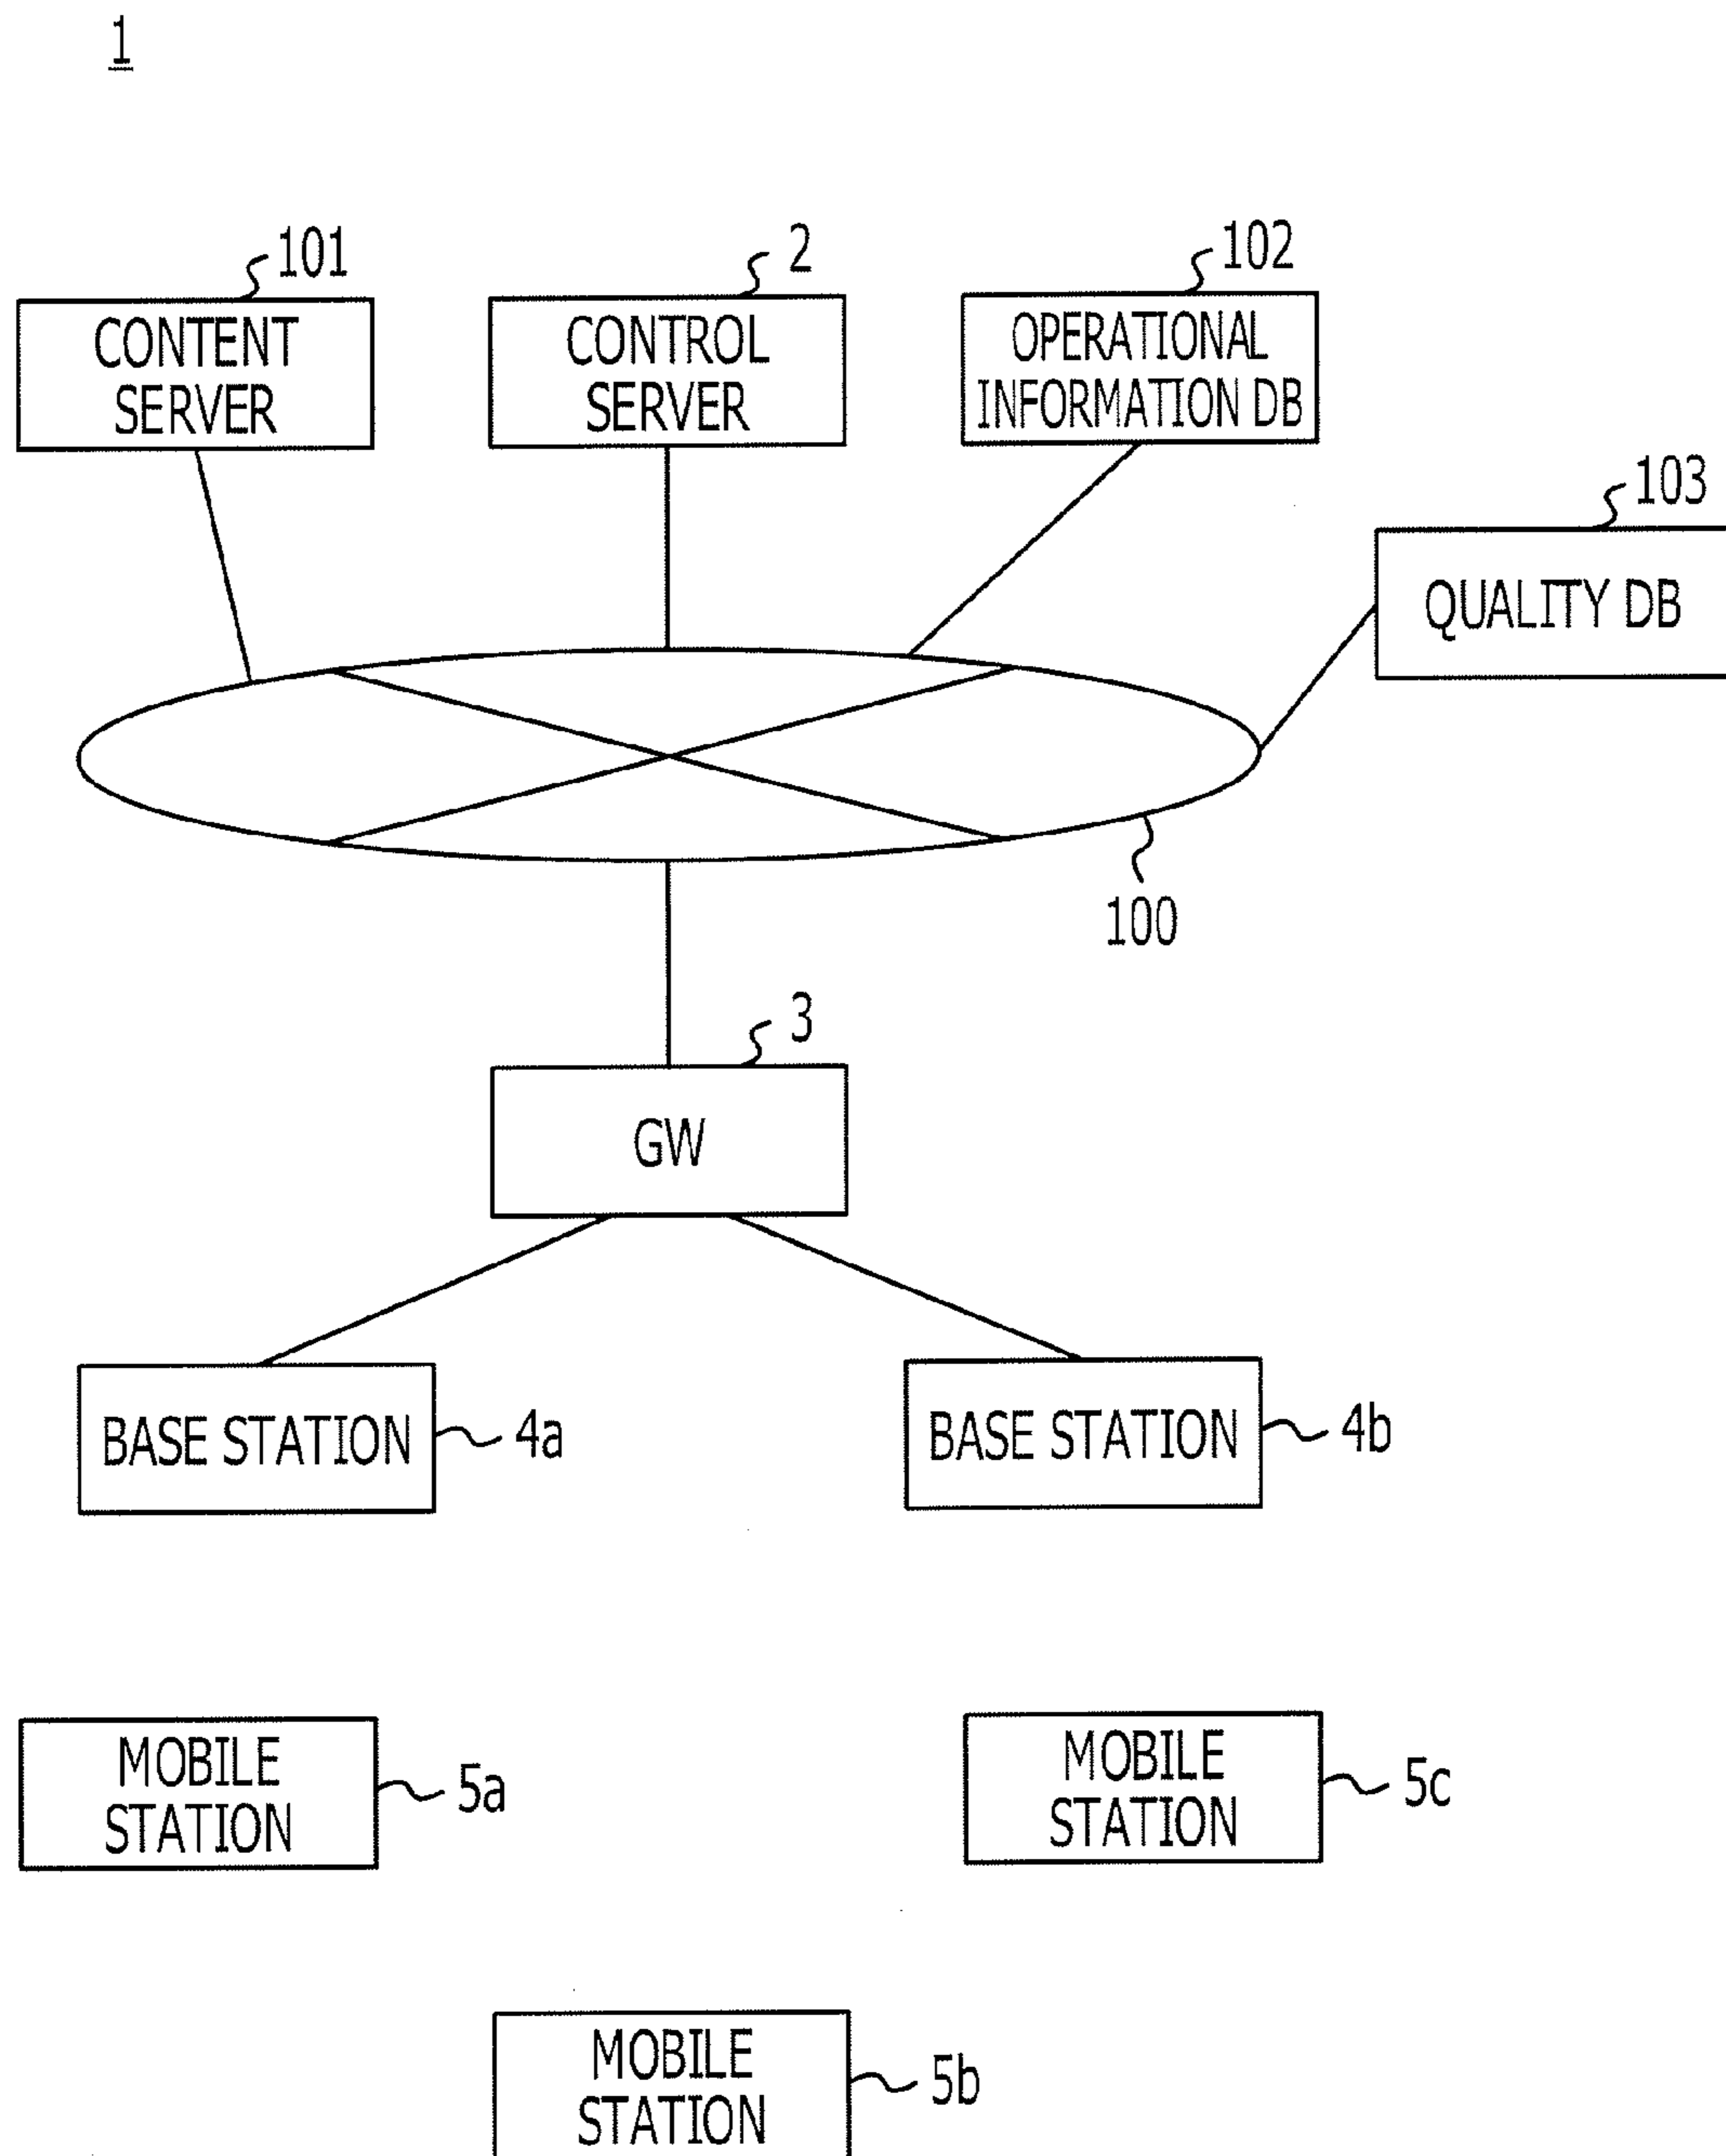 1
101
CONTENT
SERVER
2
CONTROL
SERVER
102
OPERATIONAL
INFORMATION DB
103
QUALITY DB
100
3
GW
BASE STATION
4a
BASE STATION
4b
MOBILE
STATION
5a
MOBILE
STATION
5c
MOBILE
STATION
5b